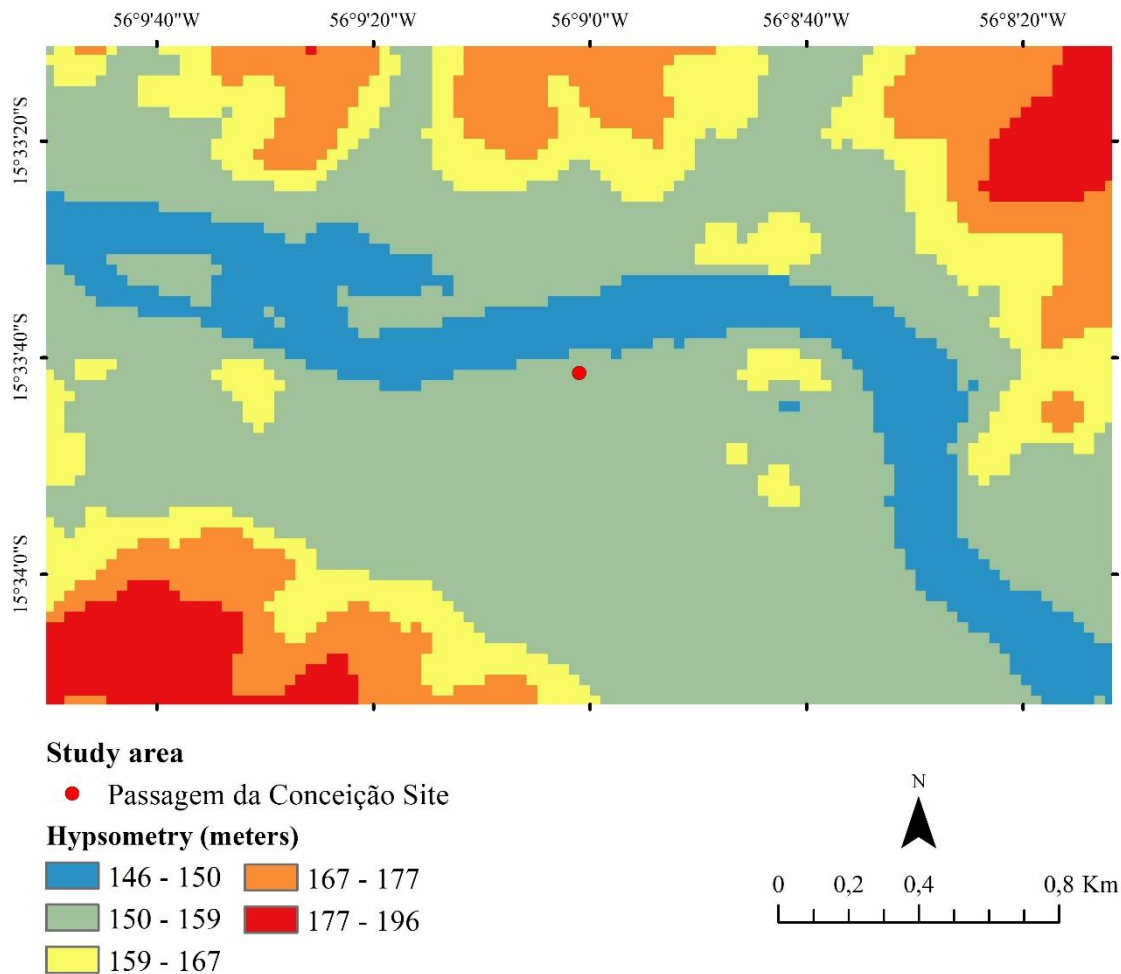 56°9'40"W 56°9'20"W 56°9'0"W 56°8'40"W 56°8'20"W
15°33'20"S
15°33'40"S
15°34'0"S
Study area
Passagem da Conceição Site
Hypsometry (meters)
146 - 150 167 - 177
150 - 159 177 - 196
159 - 167
N
0 0,2 0,4 0,8 Km